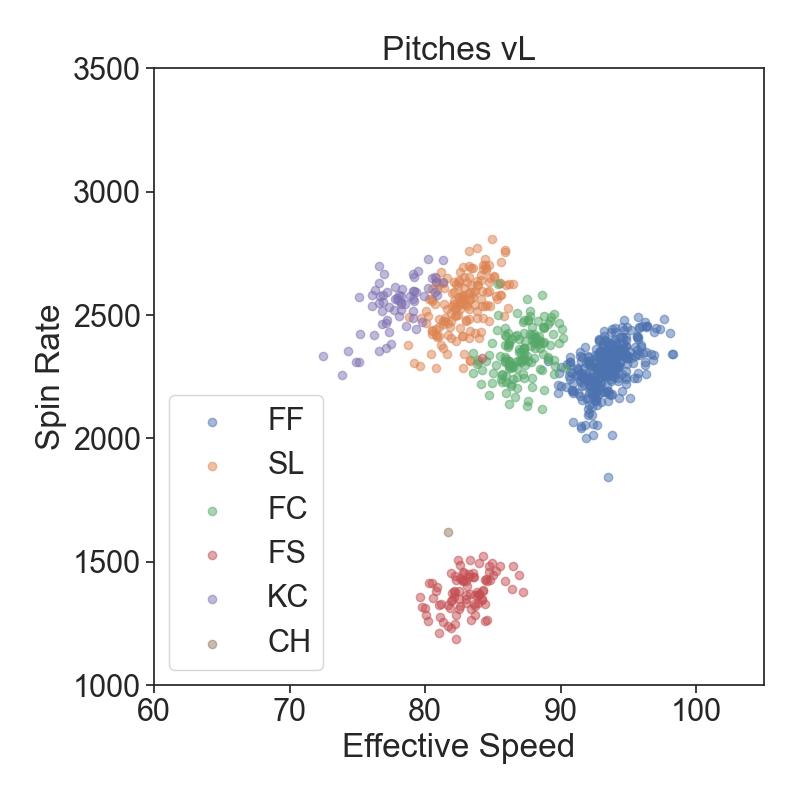 Pitches vL
3500
3000
2500
2000
1500
1000
Spin Rate
FF
SL
FC
FS
KC
CH
60 70 80 90 100
Effective Speed